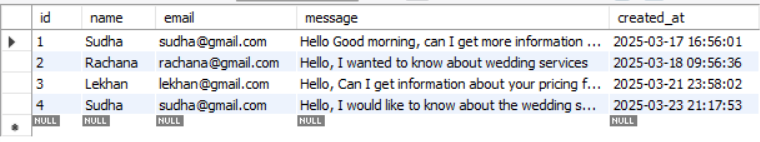 id name email message created_at
1 Sudha sudha@gmail.com Hello Good morning, can I get more information ... 2025-03-17 16:56:01
2 Rachana rachana@gmail.com Hello, I wanted to know about wedding services 2025-03-18 09:56:36
3 Lekhan lekhan@gmail.com Hello, Can I get information about your pricing f... 2025-03-21 23:58:02
4 Sudha sudha@gmail.com Hello, I would like to know about the wedding s... 2025-03-23 21:17:53
NULL NULL NULL NULL NULL